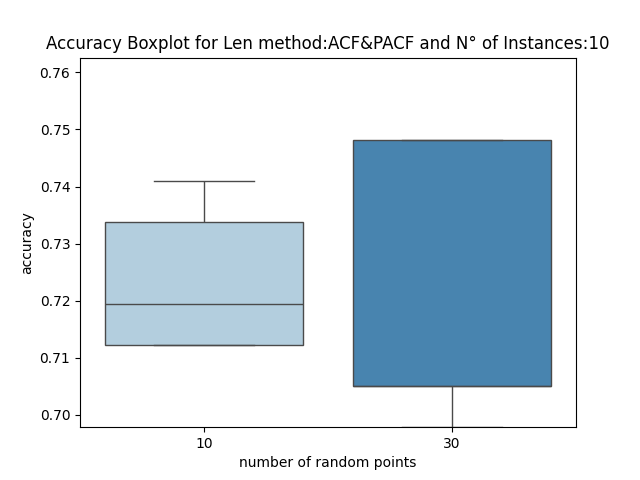 Accuracy Boxplot for Len method:ACF&PACF and N° of Instances:10
0.76
0.75
0.74
0.73
0.72
0.71
0.70
accuracy
10 30
number of random points